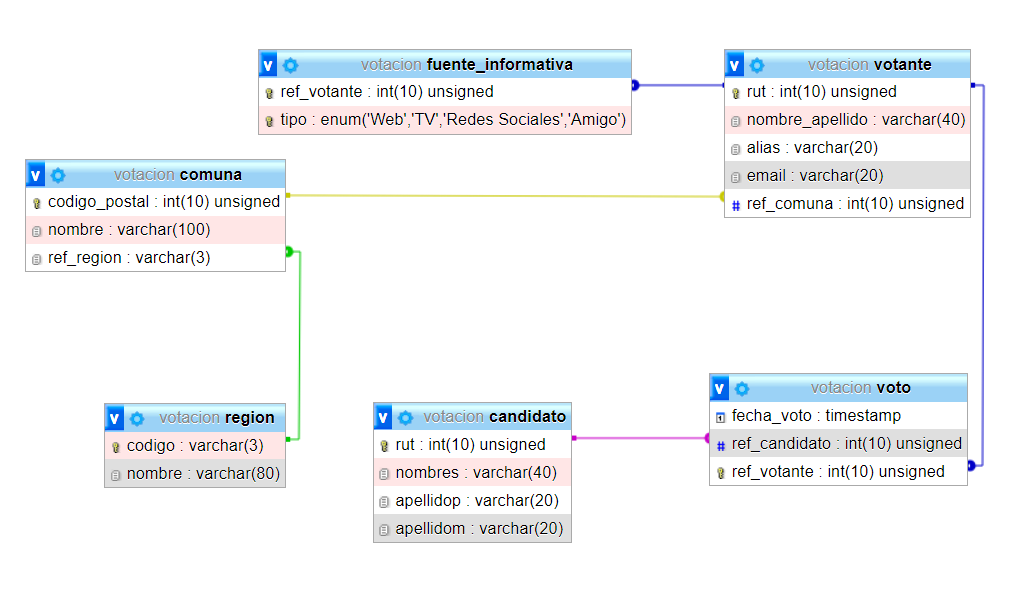 v votacion fuente_informativa
ref_votante : int(10) unsigned
tipo : enum('Web','TV','Redes Sociales','Amigo')
v votacion votante
rut : int(10) unsigned
nombre_apellido : varchar(40)
alias : varchar(20)
email : varchar(20)
# ref_comuna : int(10) unsigned
v votacion comuna
codigo_postal : int(10) unsigned
nombre : varchar(100)
ref_region : varchar(3)
v votacion region
codigo : varchar(3)
nombre : varchar(80)
v votacion candidato
rut : int(10) unsigned
nombres : varchar(40)
apellidop : varchar(20)
apellidom : varchar(20)
v votacion voto
fecha_voto : timestamp
# ref_candidato : int(10) unsigned
ref_votante : int(10) unsigned